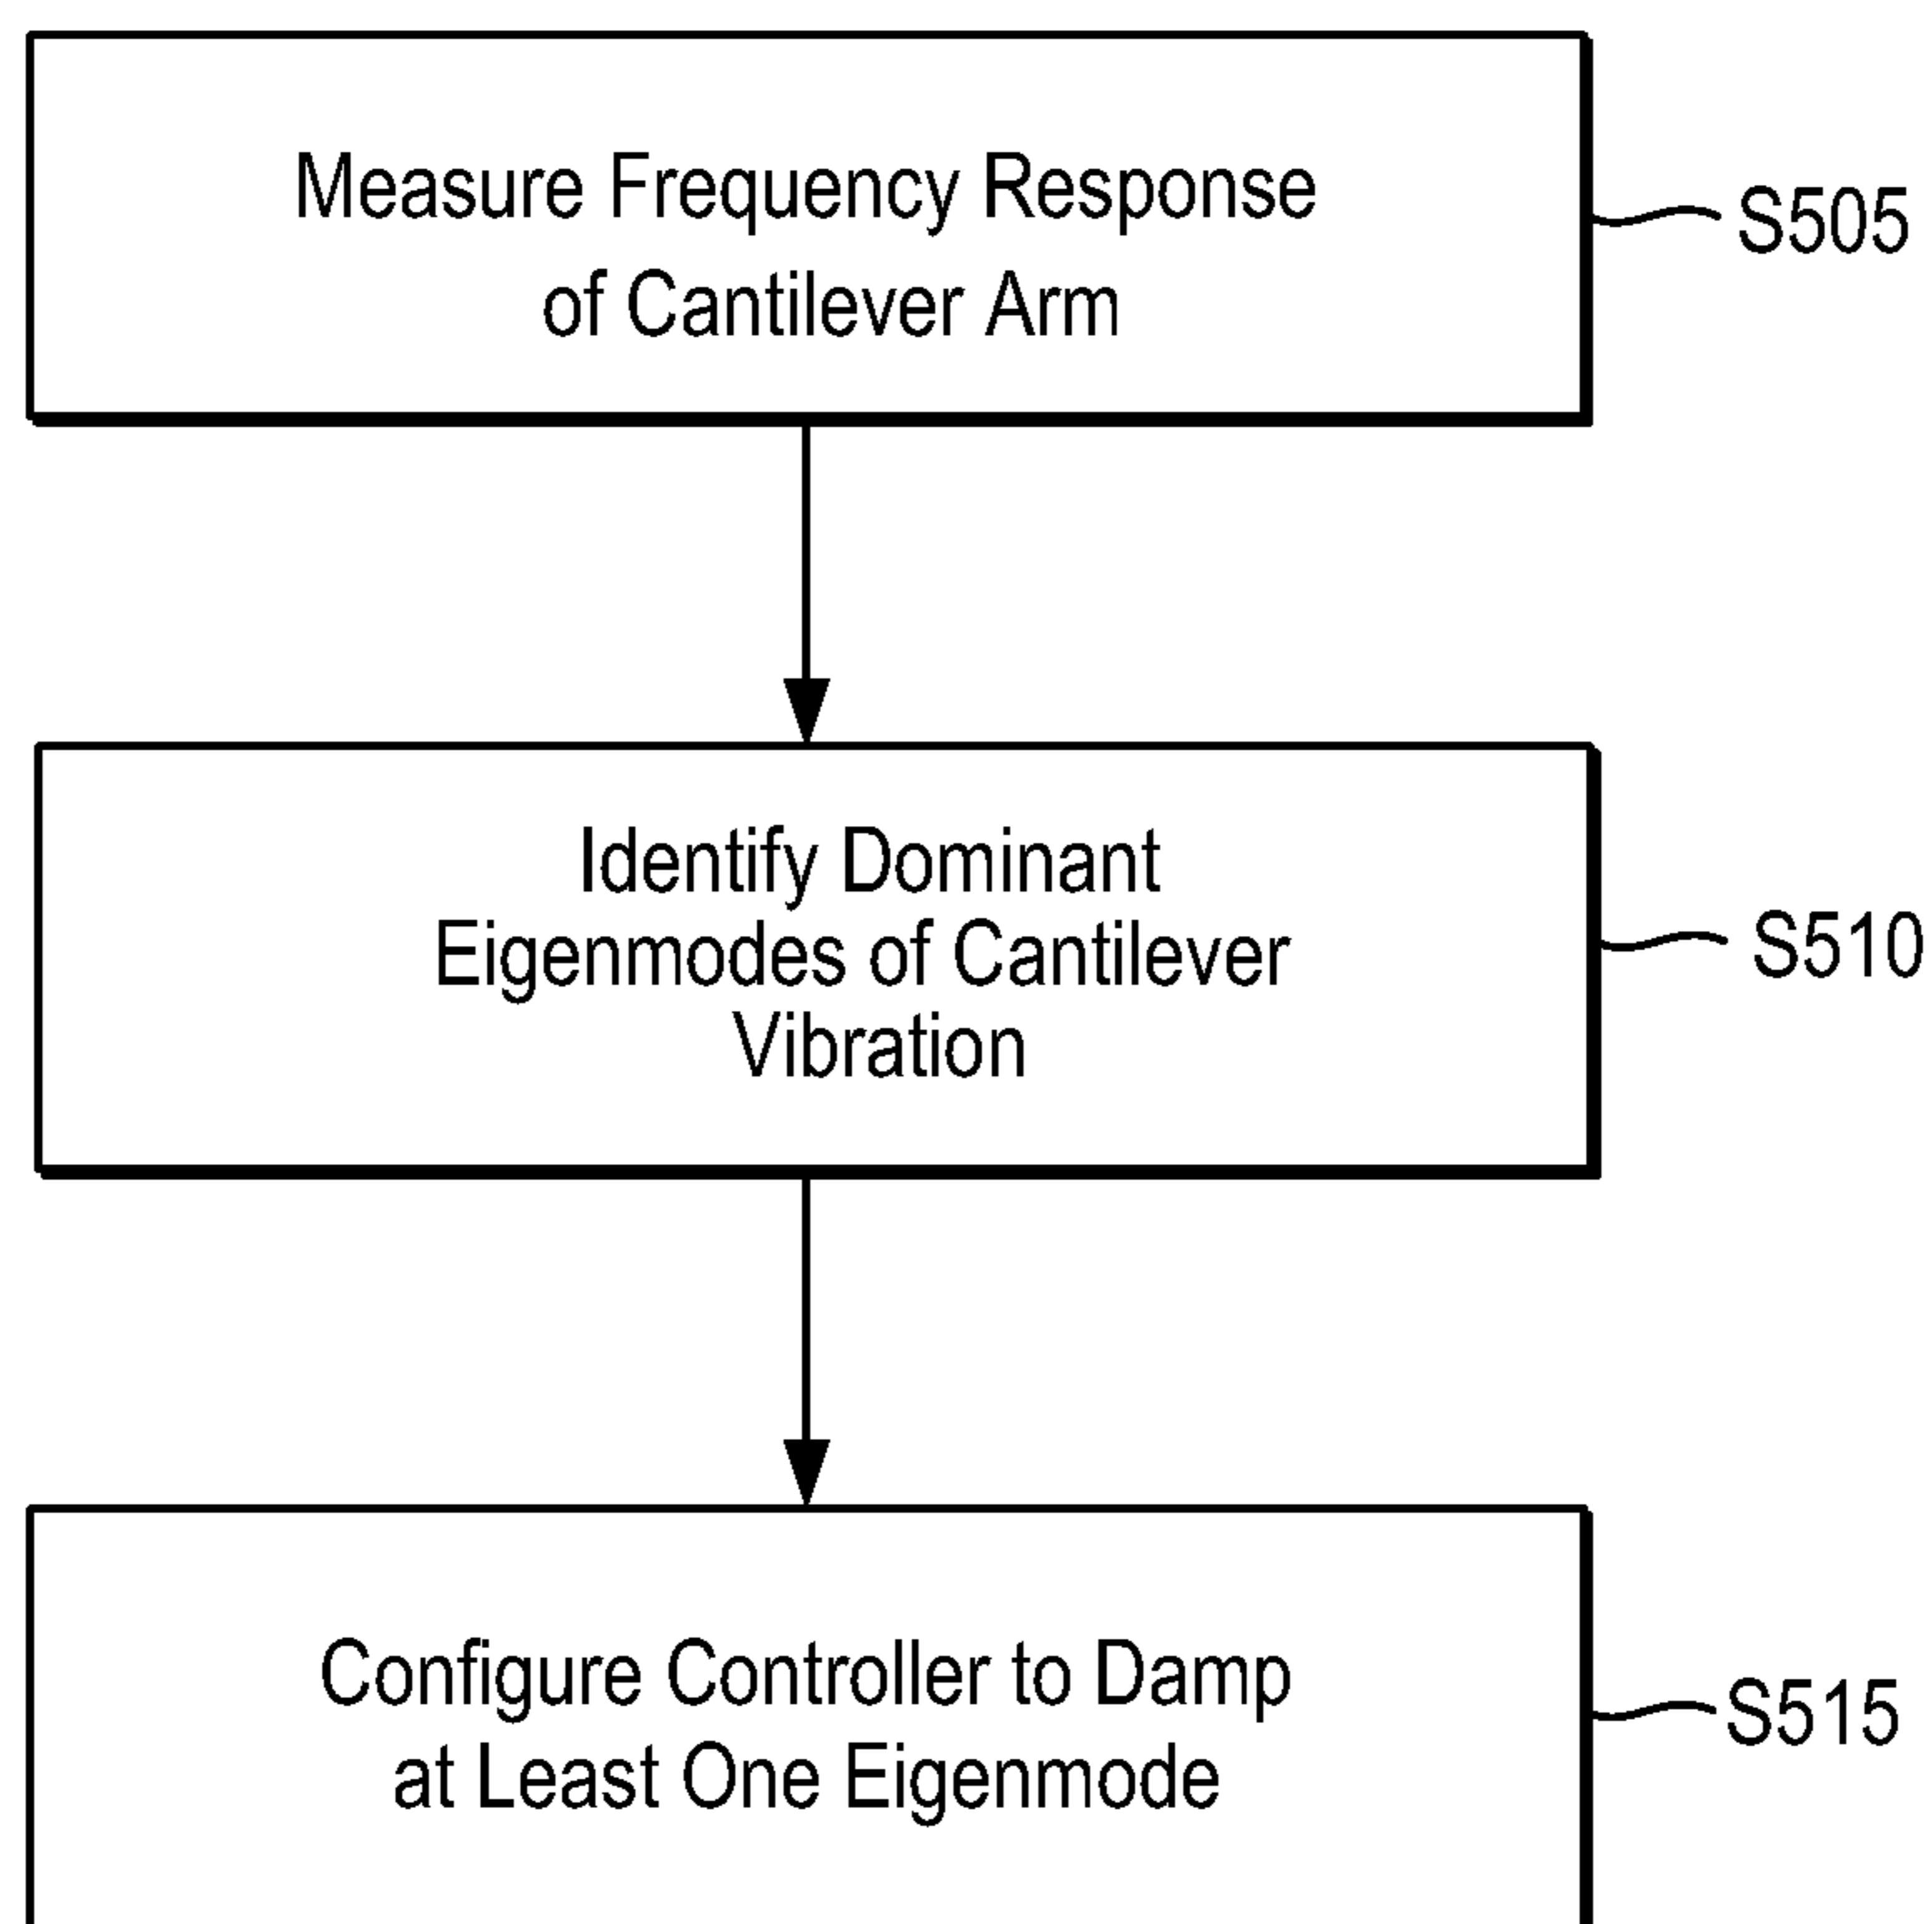 Measure Frequency Response
of Cantilever Arm
S505
Identify Dominant
Eigenmodes of Cantilever
Vibration
S510
Configure Controller to Damp
at Least One Eigenmode
S515